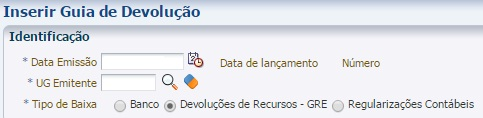 Inserir Guia de Devolução
Identificação
* Data Emissão Data de lançamento Número
* UG Emitente
* Tipo de Baixa Banco Devoluções de Recursos - GRE Regularizações Contábeis